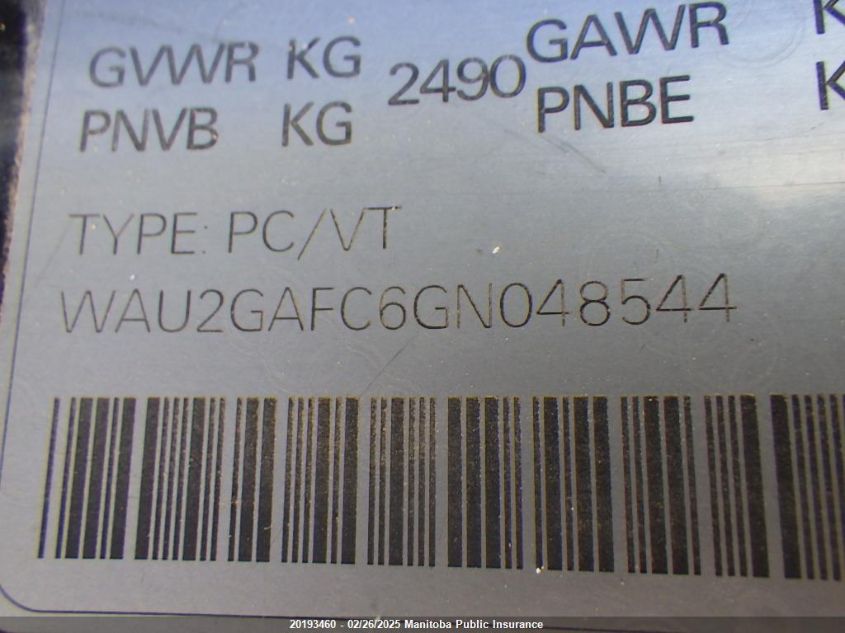 GVWR KG 2490 GAWR K
PNVB KG PNBE K
TYPE: PC/VT
WAU2GAFC6GN048544
20193460 - 02/26/2025 Manitoba Public Insurance